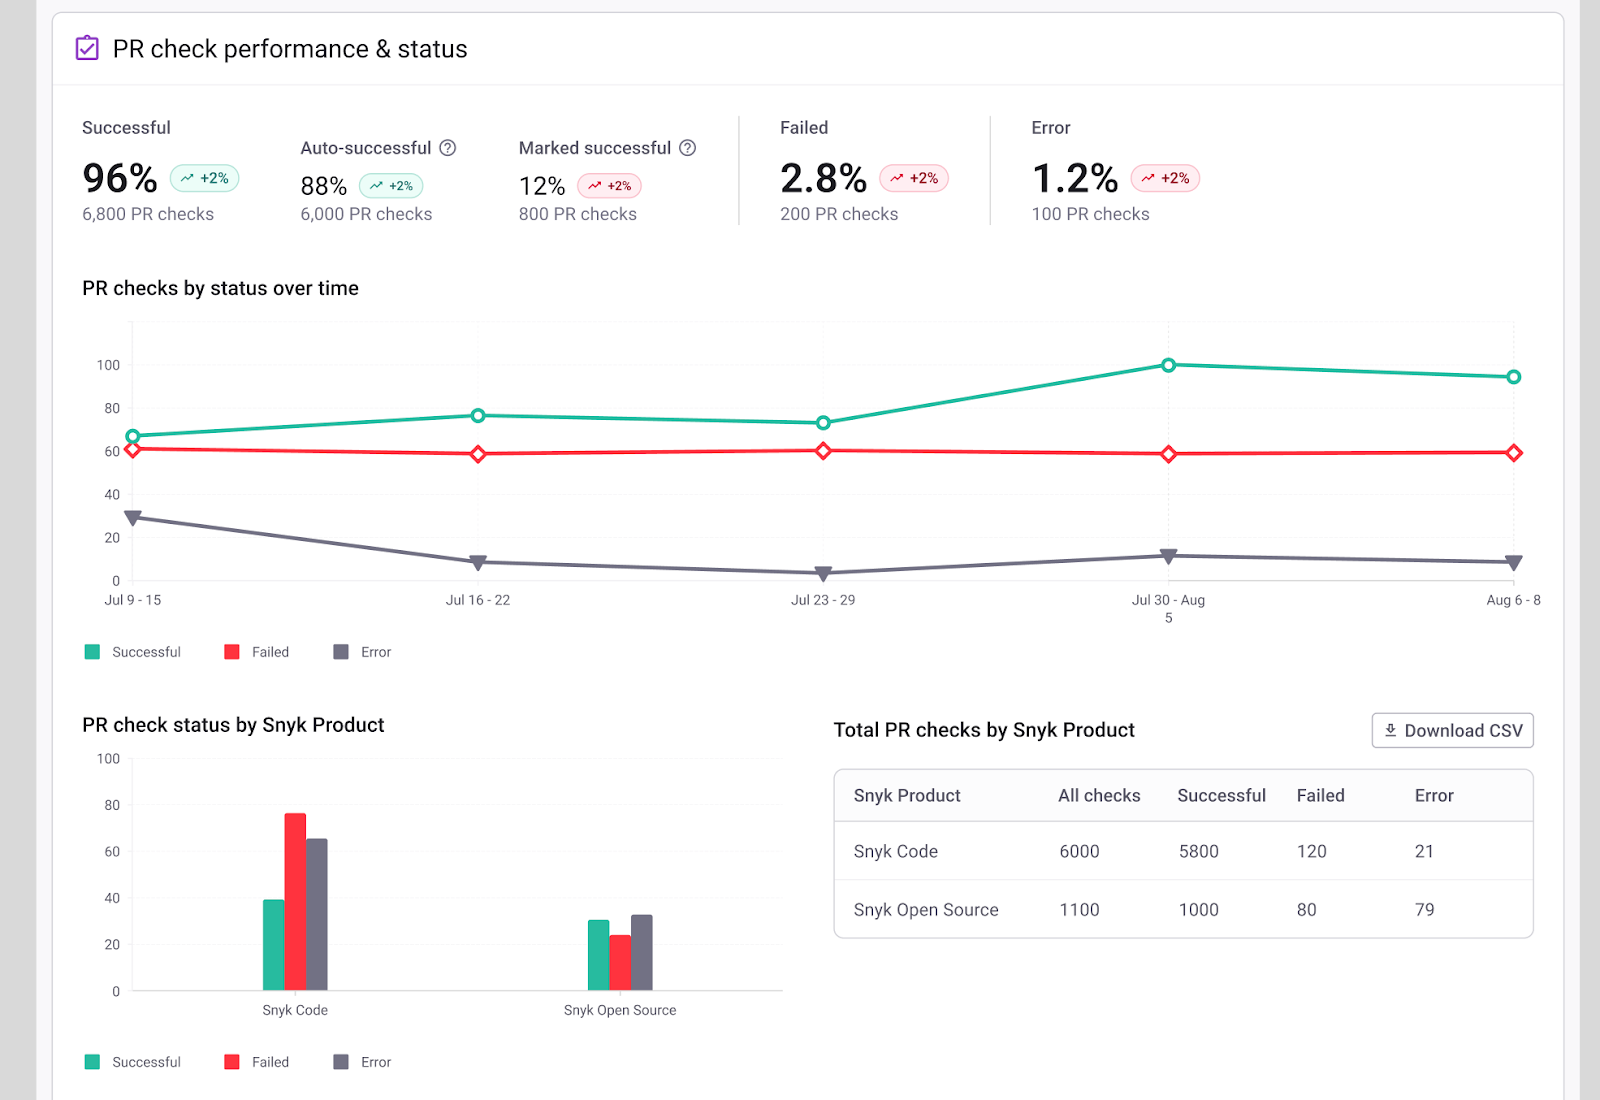 PR check performance & status
Successful
96% +2%
6,800 PR checks
Auto-successful ?
88% +2%
6,000 PR checks
Marked successful ?
12% +2%
800 PR checks
Failed
2.8% +2%
200 PR checks
Error
1.2% +2%
100 PR checks
PR checks by status over time
100
80
60
40
20
0
Jul 9 - 15
Jul 16 - 22
Jul 23 - 29
Jul 30 - Aug
5
Aug 6 - 8
Successful Failed Error
PR check status by Snyk Product
100
80
60
40
20
0
Snyk Code
Snyk Open Source
Successful Failed Error
Total PR checks by Snyk Product
Download CSV
Snyk Product All checks Successful Failed Error
Snyk Code 6000 5800 120 21
Snyk Open Source 1100 1000 80 79